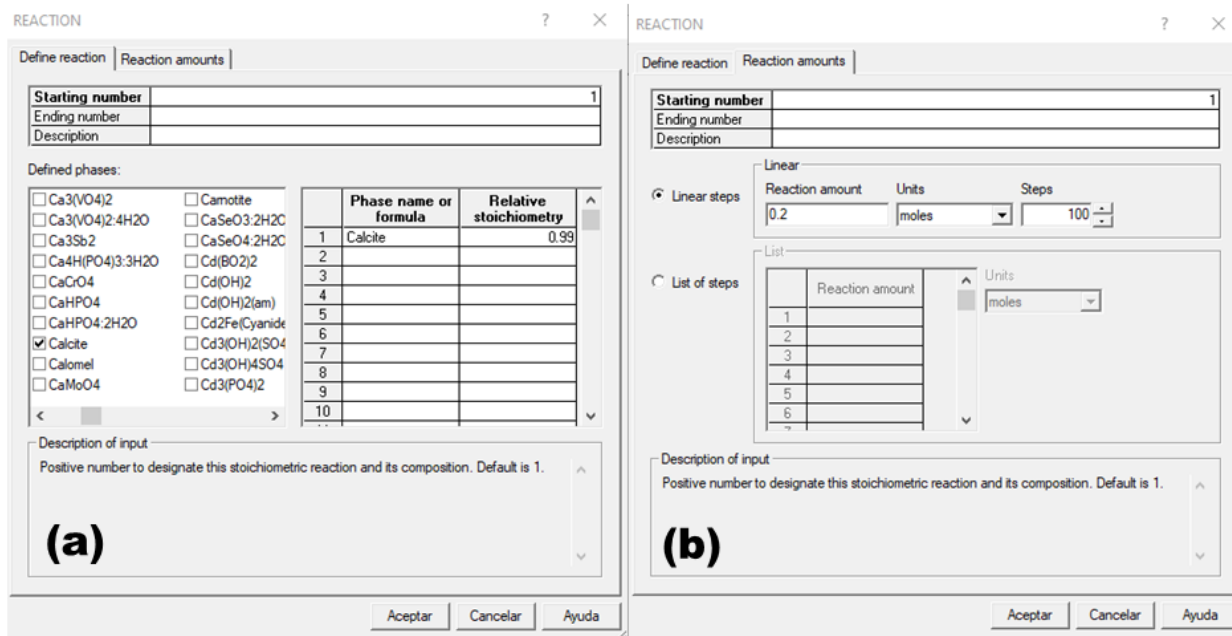 REACTION
Define reaction
Reaction amounts
Starting number 1
Ending number
Description
Defined phases:
Ca3(VO4)2
Ca3(VO4)2:4H2O
Ca3Sb2
Ca4H(PO4)3:3H2O
CaCrO4
CaHPO4
CaHPO4:2H2O
Calcite
Calomel
CaMoO4
Carnotite
CaSeO3:2H2O
CaSeO4:2H2O
Cd(BO2)2
Cd(OH)2
Cd(OH)2(am)
Cd2Fe(Cyanide
Cd3(OH)2(SO4
Cd3(OH)4SO4
Cd3(PO4)2
Phase name or formula Relative stoichiometry
1 Calcite 0.99
2
3
4
5
6
7
8
9
10
Description of input
Positive number to designate this stoichiometric reaction and its composition. Default is 1.
(a)
Aceptar Cancelar Ayuda
REACTION
Define reaction
Reaction amounts
Starting number 1
Ending number
Description
Linear steps
Linear
Reaction amount Units Steps
0.2 moles 100
List of steps
List
Reaction amount
1
2
3
4
5
6
Units
moles
Description of input
Positive number to designate this stoichiometric reaction and its composition. Default is 1.
(b)
Aceptar Cancelar Ayuda